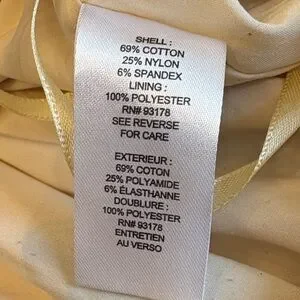 SHELL :
69% COTTON
25% NYLON
6% SPANDEX
LINING :
100% POLYESTER
RN# 93178
SEE REVERSE
FOR CARE
EXTERIEUR :
69% COTON
25% POLYAMIDE
6% ÉLASTHANNE
DOUBLURE :
100% POLYESTER
RN# 93178
ENTRETIEN
AU VERSO